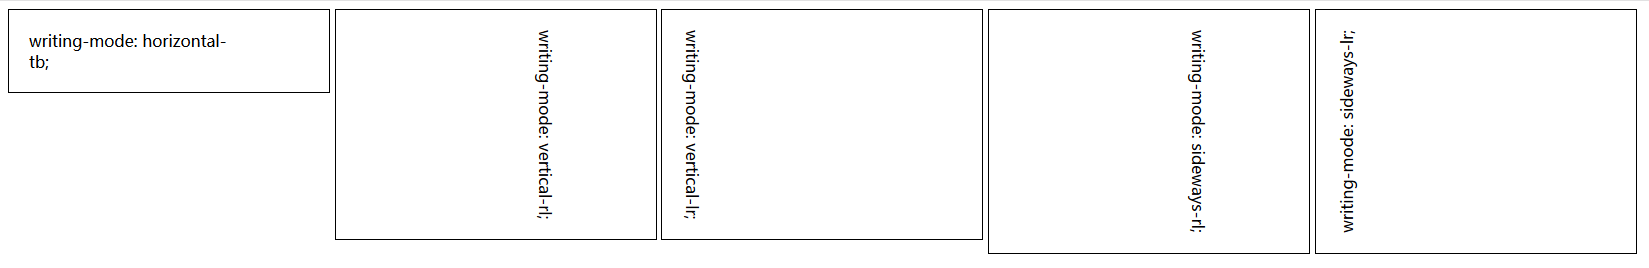 writing-mode: horizontal-
tb;
writing-mode: vertical-rl;
writing-mode: vertical-lr;
writing-mode: sideways-rl;
writing-mode: sideways-lr;